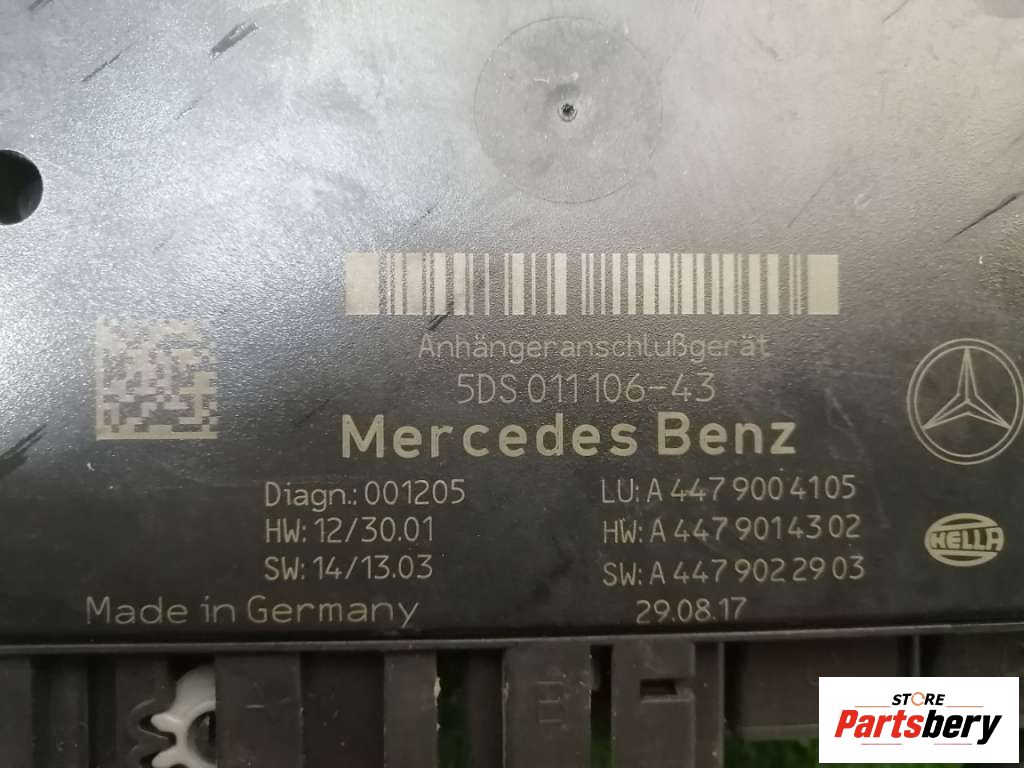 Anhängeranschlußgerät
5DS 011 106-43
Mercedes Benz
Diagn.: 001205
LU: A 447 900 41 05
HW: 12/30.01
HW: A 447 901 43 02
SW: 14/13.03
SW: A 447 902 29 03
Made in Germany
29.08.17
HELLA
STORE
Partsbery